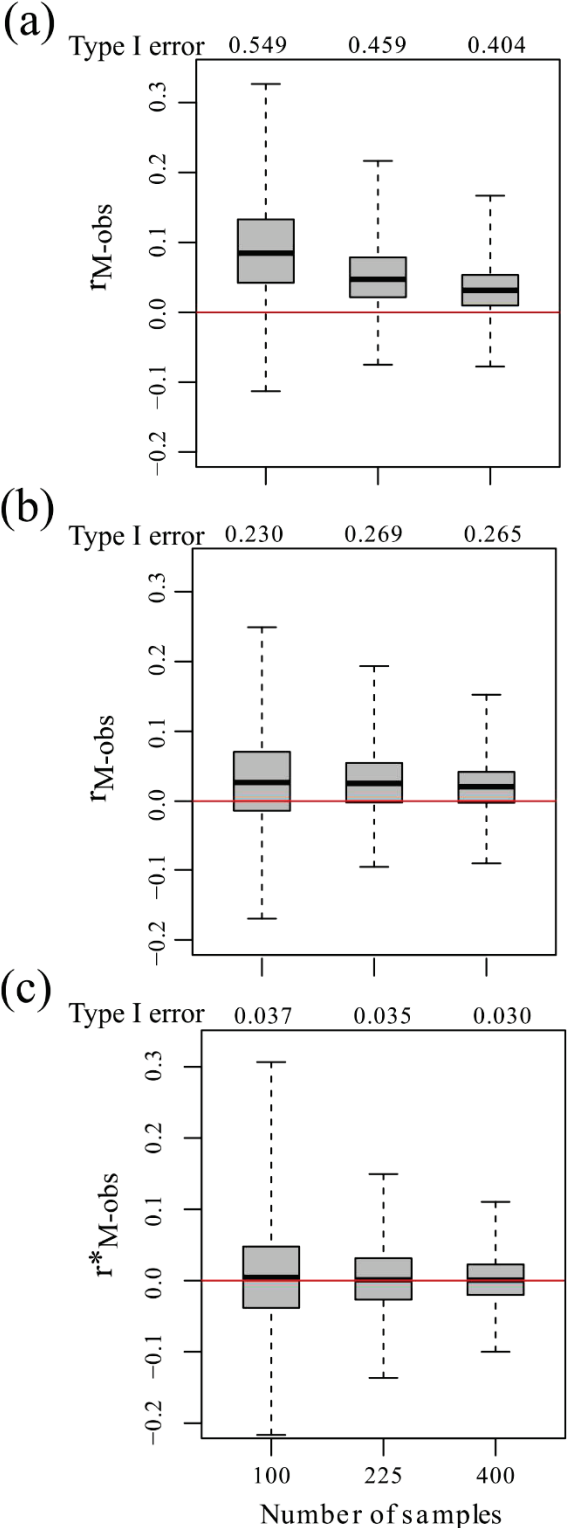 (a)
Type I error 0.549 0.459 0.404
0.3
0.2
0.1
0.0
−0.1
−0.2
rM-obs
(b)
Type I error 0.230 0.269 0.265
0.3
0.2
0.1
0.0
−0.1
−0.2
rM-obs
(c)
Type I error 0.037 0.035 0.030
0.3
0.2
0.1
0.0
−0.1
−0.2
r*M-obs
100 225 400
Number of samples